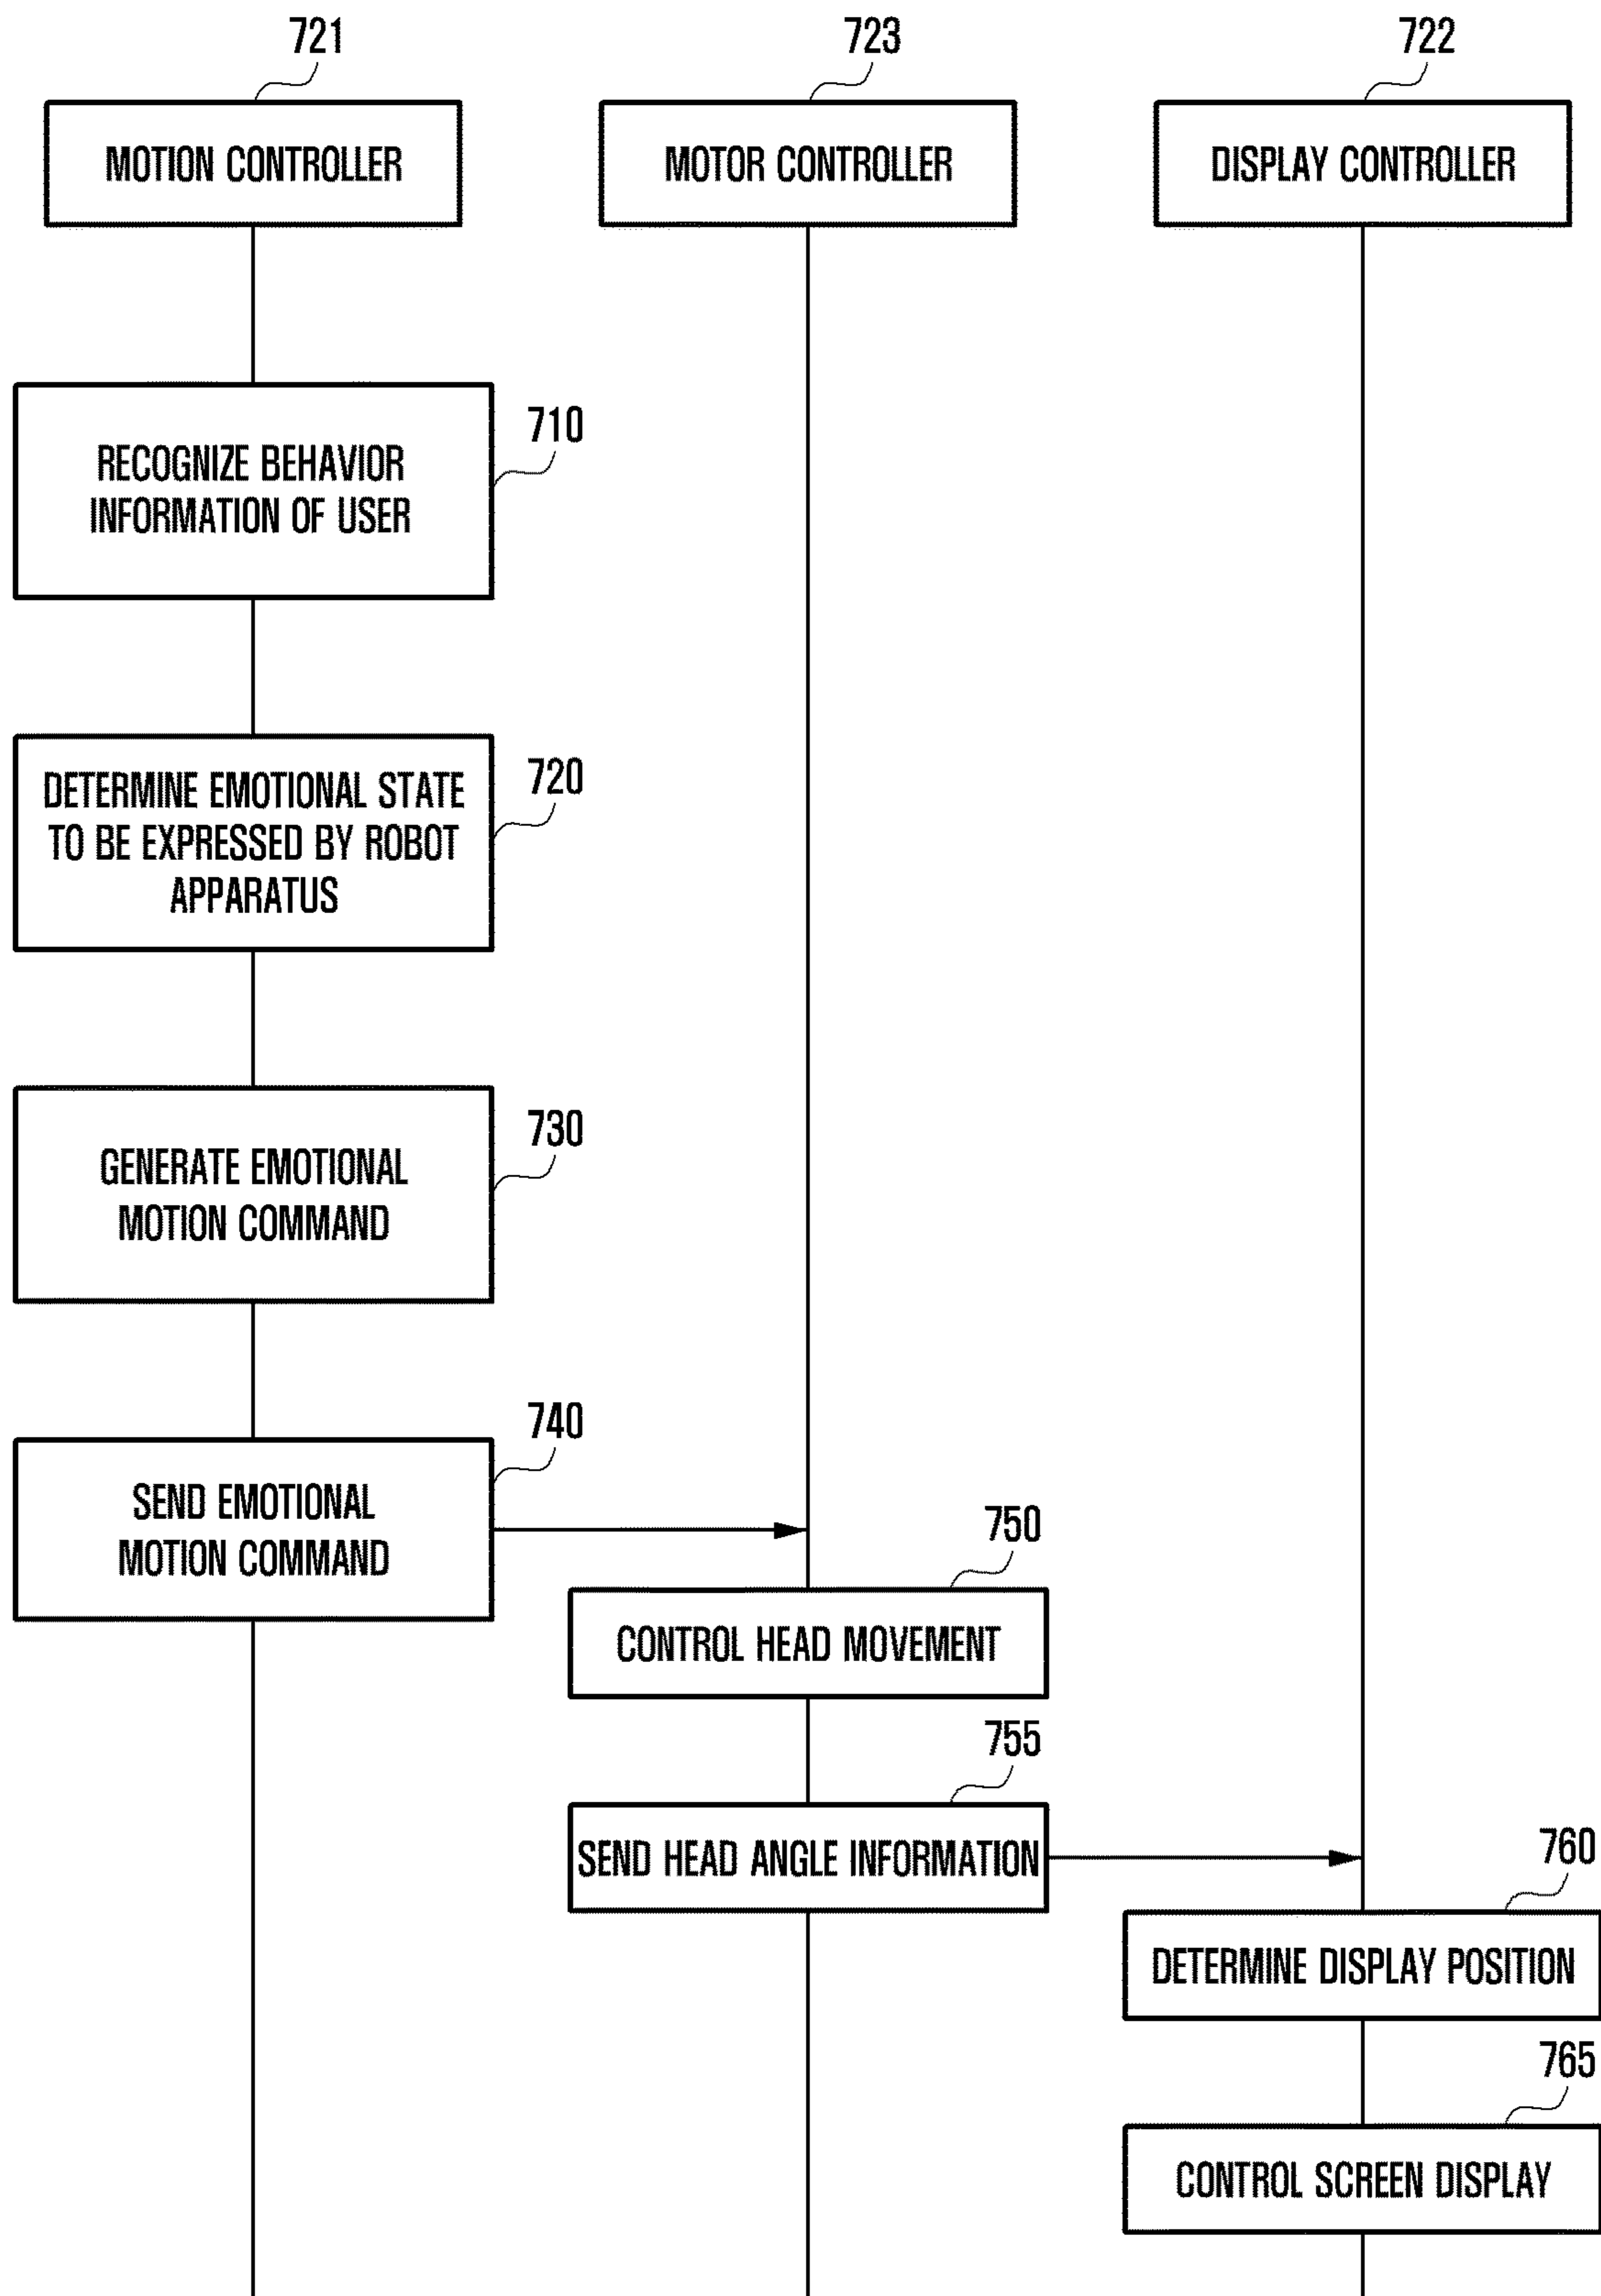 721
723
722
MOTION CONTROLLER
MOTOR CONTROLLER
DISPLAY CONTROLLER
710
RECOGNIZE BEHAVIOR
INFORMATION OF USER
720
DETERMINE EMOTIONAL STATE
TO BE EXPRESSED BY ROBOT
APPARATUS
730
GENERATE EMOTIONAL
MOTION COMMAND
740
SEND EMOTIONAL
MOTION COMMAND
750
CONTROL HEAD MOVEMENT
755
SEND HEAD ANGLE INFORMATION
760
DETERMINE DISPLAY POSITION
765
CONTROL SCREEN DISPLAY